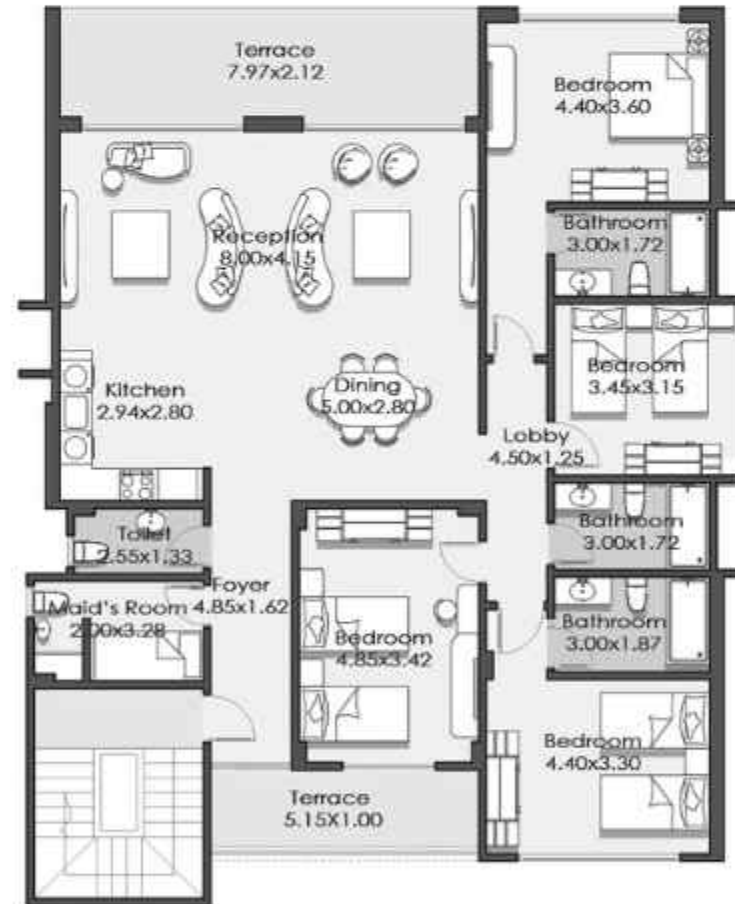 Terrace
7.97x2.12
Bedroom
4.40x3.60
Bathroom
3.00x1.72
Reception
8.00x4.15
Bedroom
3.45x3.15
Kitchen
2.94x2.80
Dining
5.00x2.80
Lobby
4.50x1.25
Bathroom
3.00x1.72
Toilet
2.55x1.33
Foyer
4.85x1.62
Maid's Room
2.00x3.28
Bathroom
3.00x1.87
Bedroom
4.85x3.42
Bedroom
4.40x3.30
Terrace
5.15X1.00